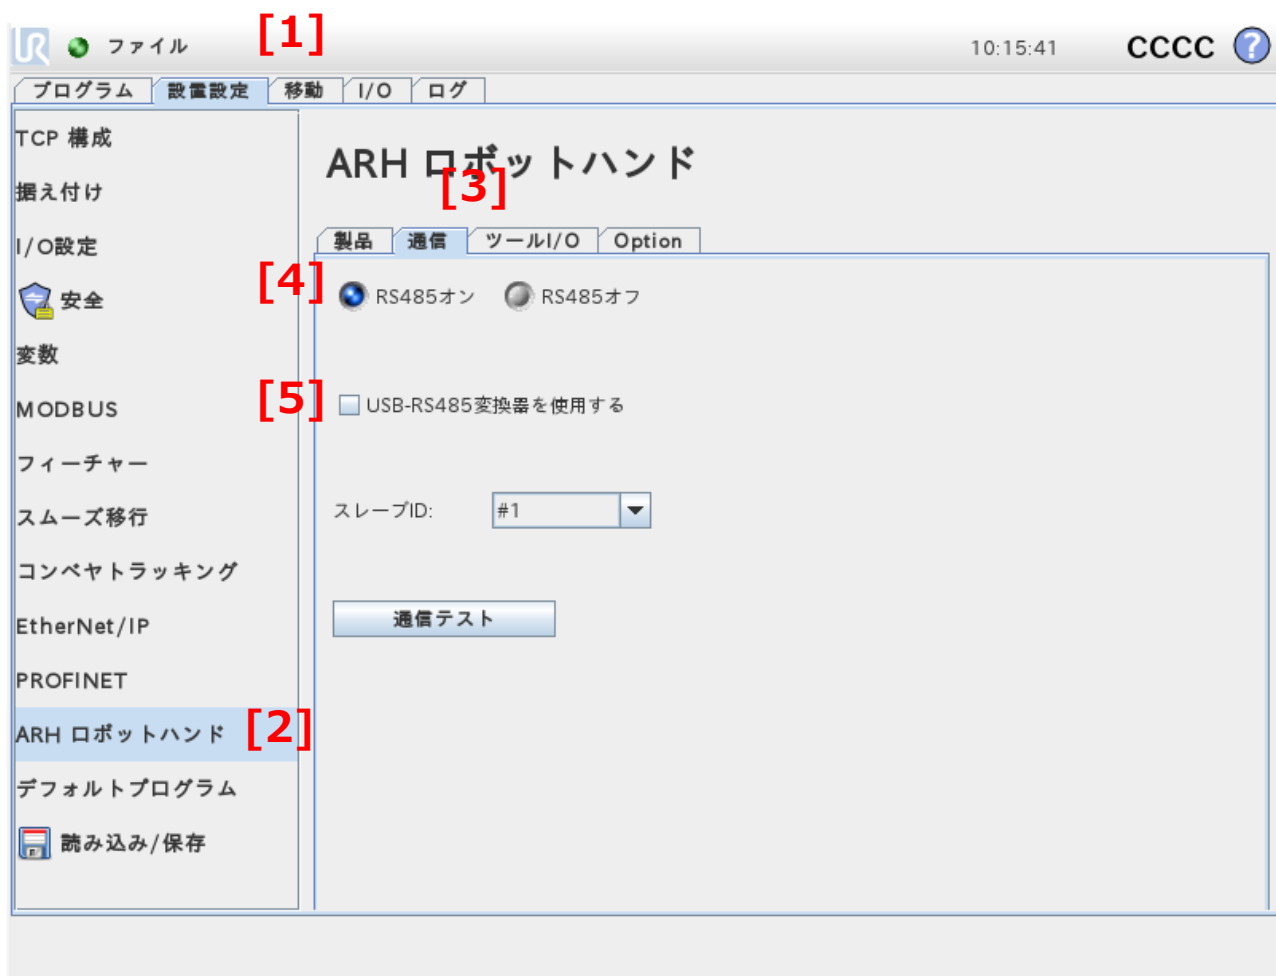 UR ファイル [1] 10:15:41 CCCC ?
プログラム 設置設定 移動 I/O ログ
TCP 構成
据え付け
I/O設定
安全
変数
MODBUS
フィーチャー
スムーズ移行
コンベヤトラッキング
EtherNet/IP
PROFINET
ARH ロボットハンド [2]
デフォルトプログラム
読み込み/保存
ARH ロボットハンド
[3]
製品 通信 ツールI/O Option
[4] RS485オン RS485オフ
[5] USB-RS485変換器を使用する
スレーブID: #1
通信テスト